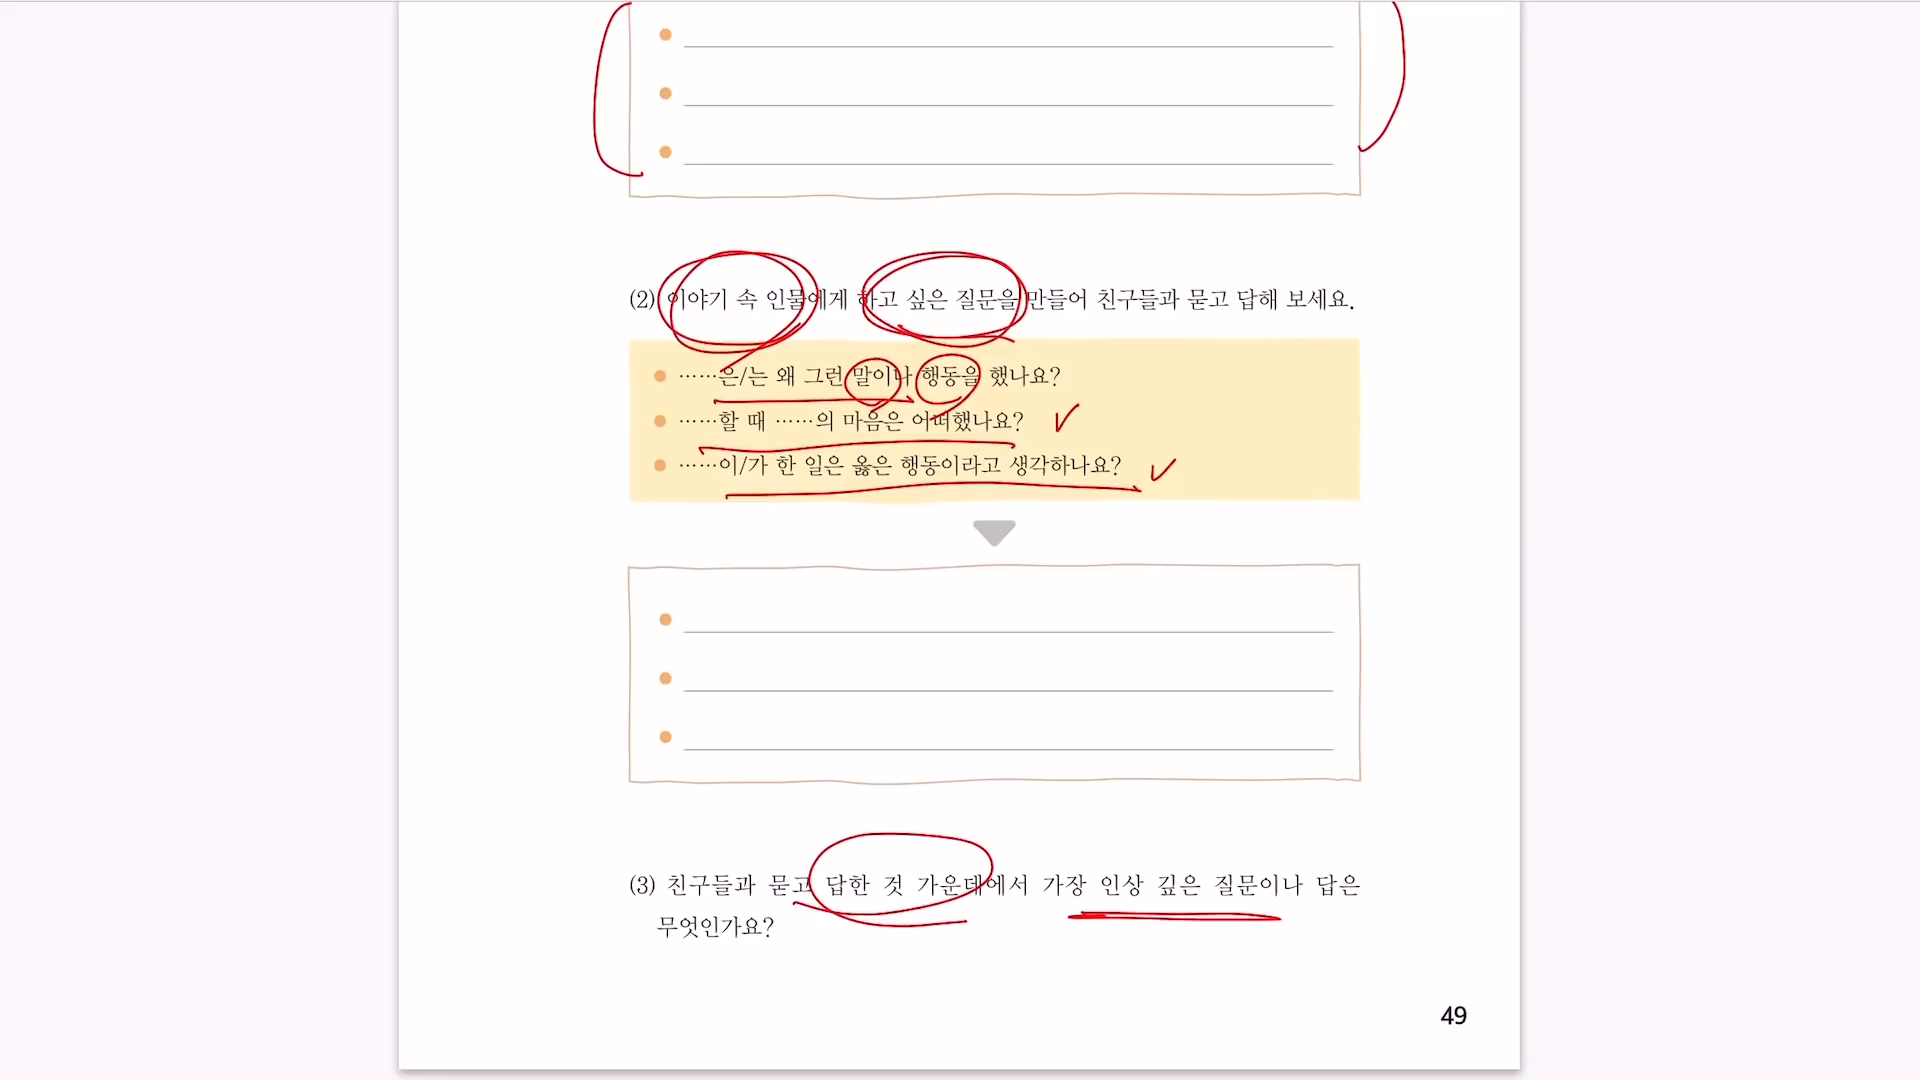 (2) 이야기 속 인물에게 하고 싶은 질문을 만들어 친구들과 묻고 답해 보세요.
……은/는 왜 그런 말이나 행동을 했나요?
……할 때 ……의 마음은 어떠했나요?
……이/가 한 일은 옳은 행동이라고 생각하나요?
(3) 친구들과 묻고 답한 것 가운데에서 가장 인상 깊은 질문이나 답은
무엇인가요?
49